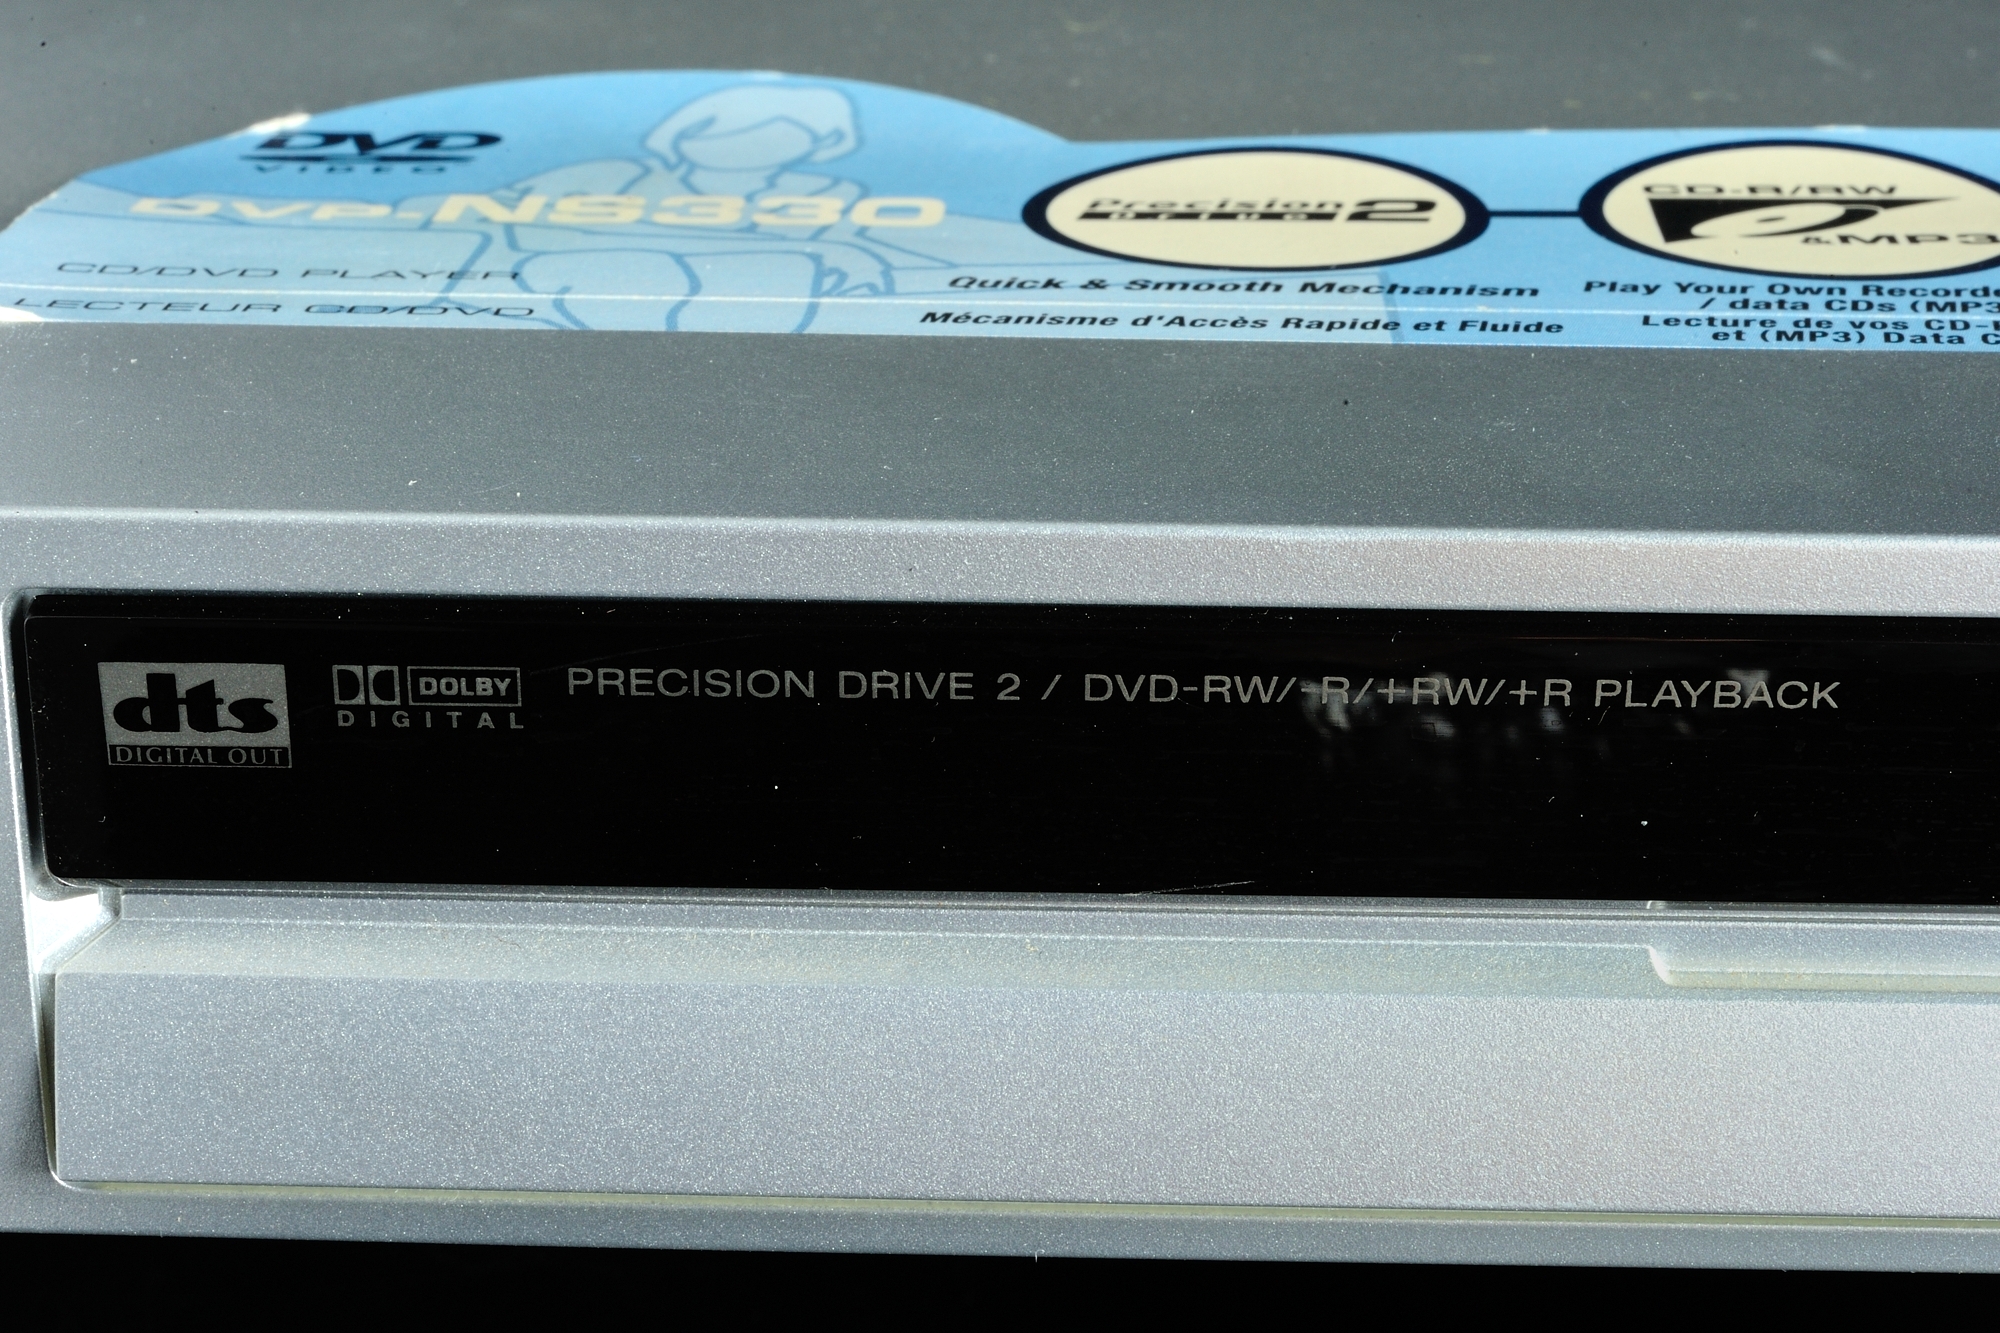 DVD
VIDEO
DVP-NS330
CD/DVD PLAYER
LECTEUR CD/DVD
Precision
Drive 2
Quick & Smooth Mechanism
Mécanisme d'Accès Rapide et Fluide
CD-R/RW
&MP3
Play Your Own
/ data CDs (MP3
Lecture de vos
et (MP3) Data
dts
DIGITAL OUT
DOLBY
DIGITAL
PRECISION DRIVE 2 / DVD-RW/-R/+RW/+R PLAYBACK